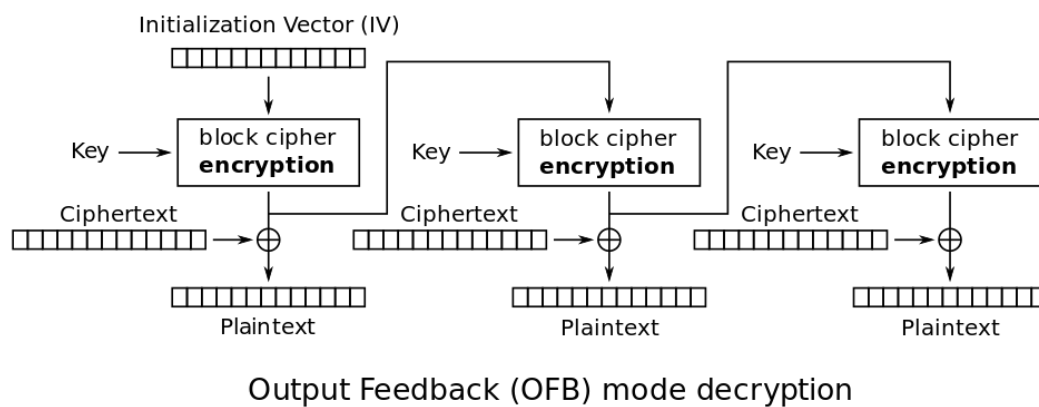 Initialization Vector (IV)
block cipher
encryption
Key
Ciphertext
Plaintext
block cipher
encryption
Key
Ciphertext
Plaintext
block cipher
encryption
Key
Ciphertext
Plaintext
Output Feedback (OFB) mode decryption